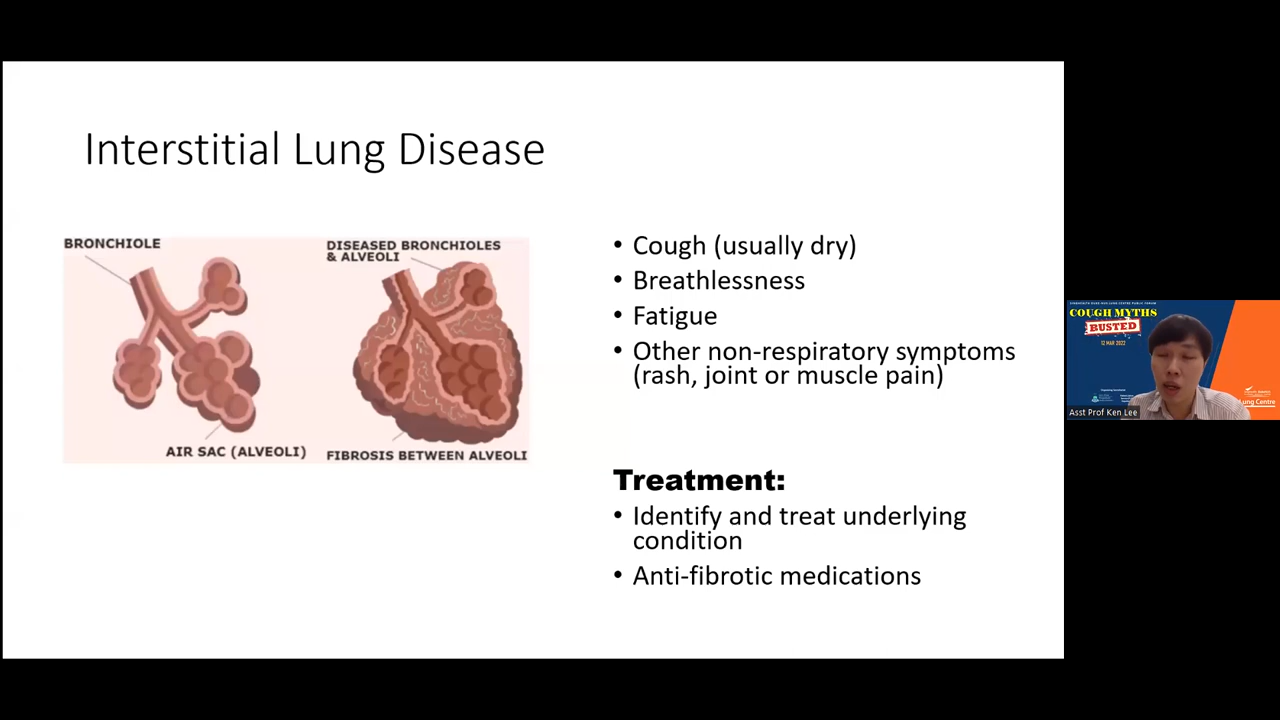 Interstitial Lung Disease
BRONCHIOLE
DISEASED BRONCHIOLES
& ALVEOLI
AIR SAC (ALVEOLI)
FIBROSIS BETWEEN ALVEOLI
• Cough (usually dry)
• Breathlessness
• Fatigue
• Other non-respiratory symptoms
(rash, joint or muscle pain)
Treatment:
• Identify and treat underlying
condition
• Anti-fibrotic medications
COUGH MYTHS
BUSTED
12 MAR 2022
Lung Centre
Asst Prof Ken Lee